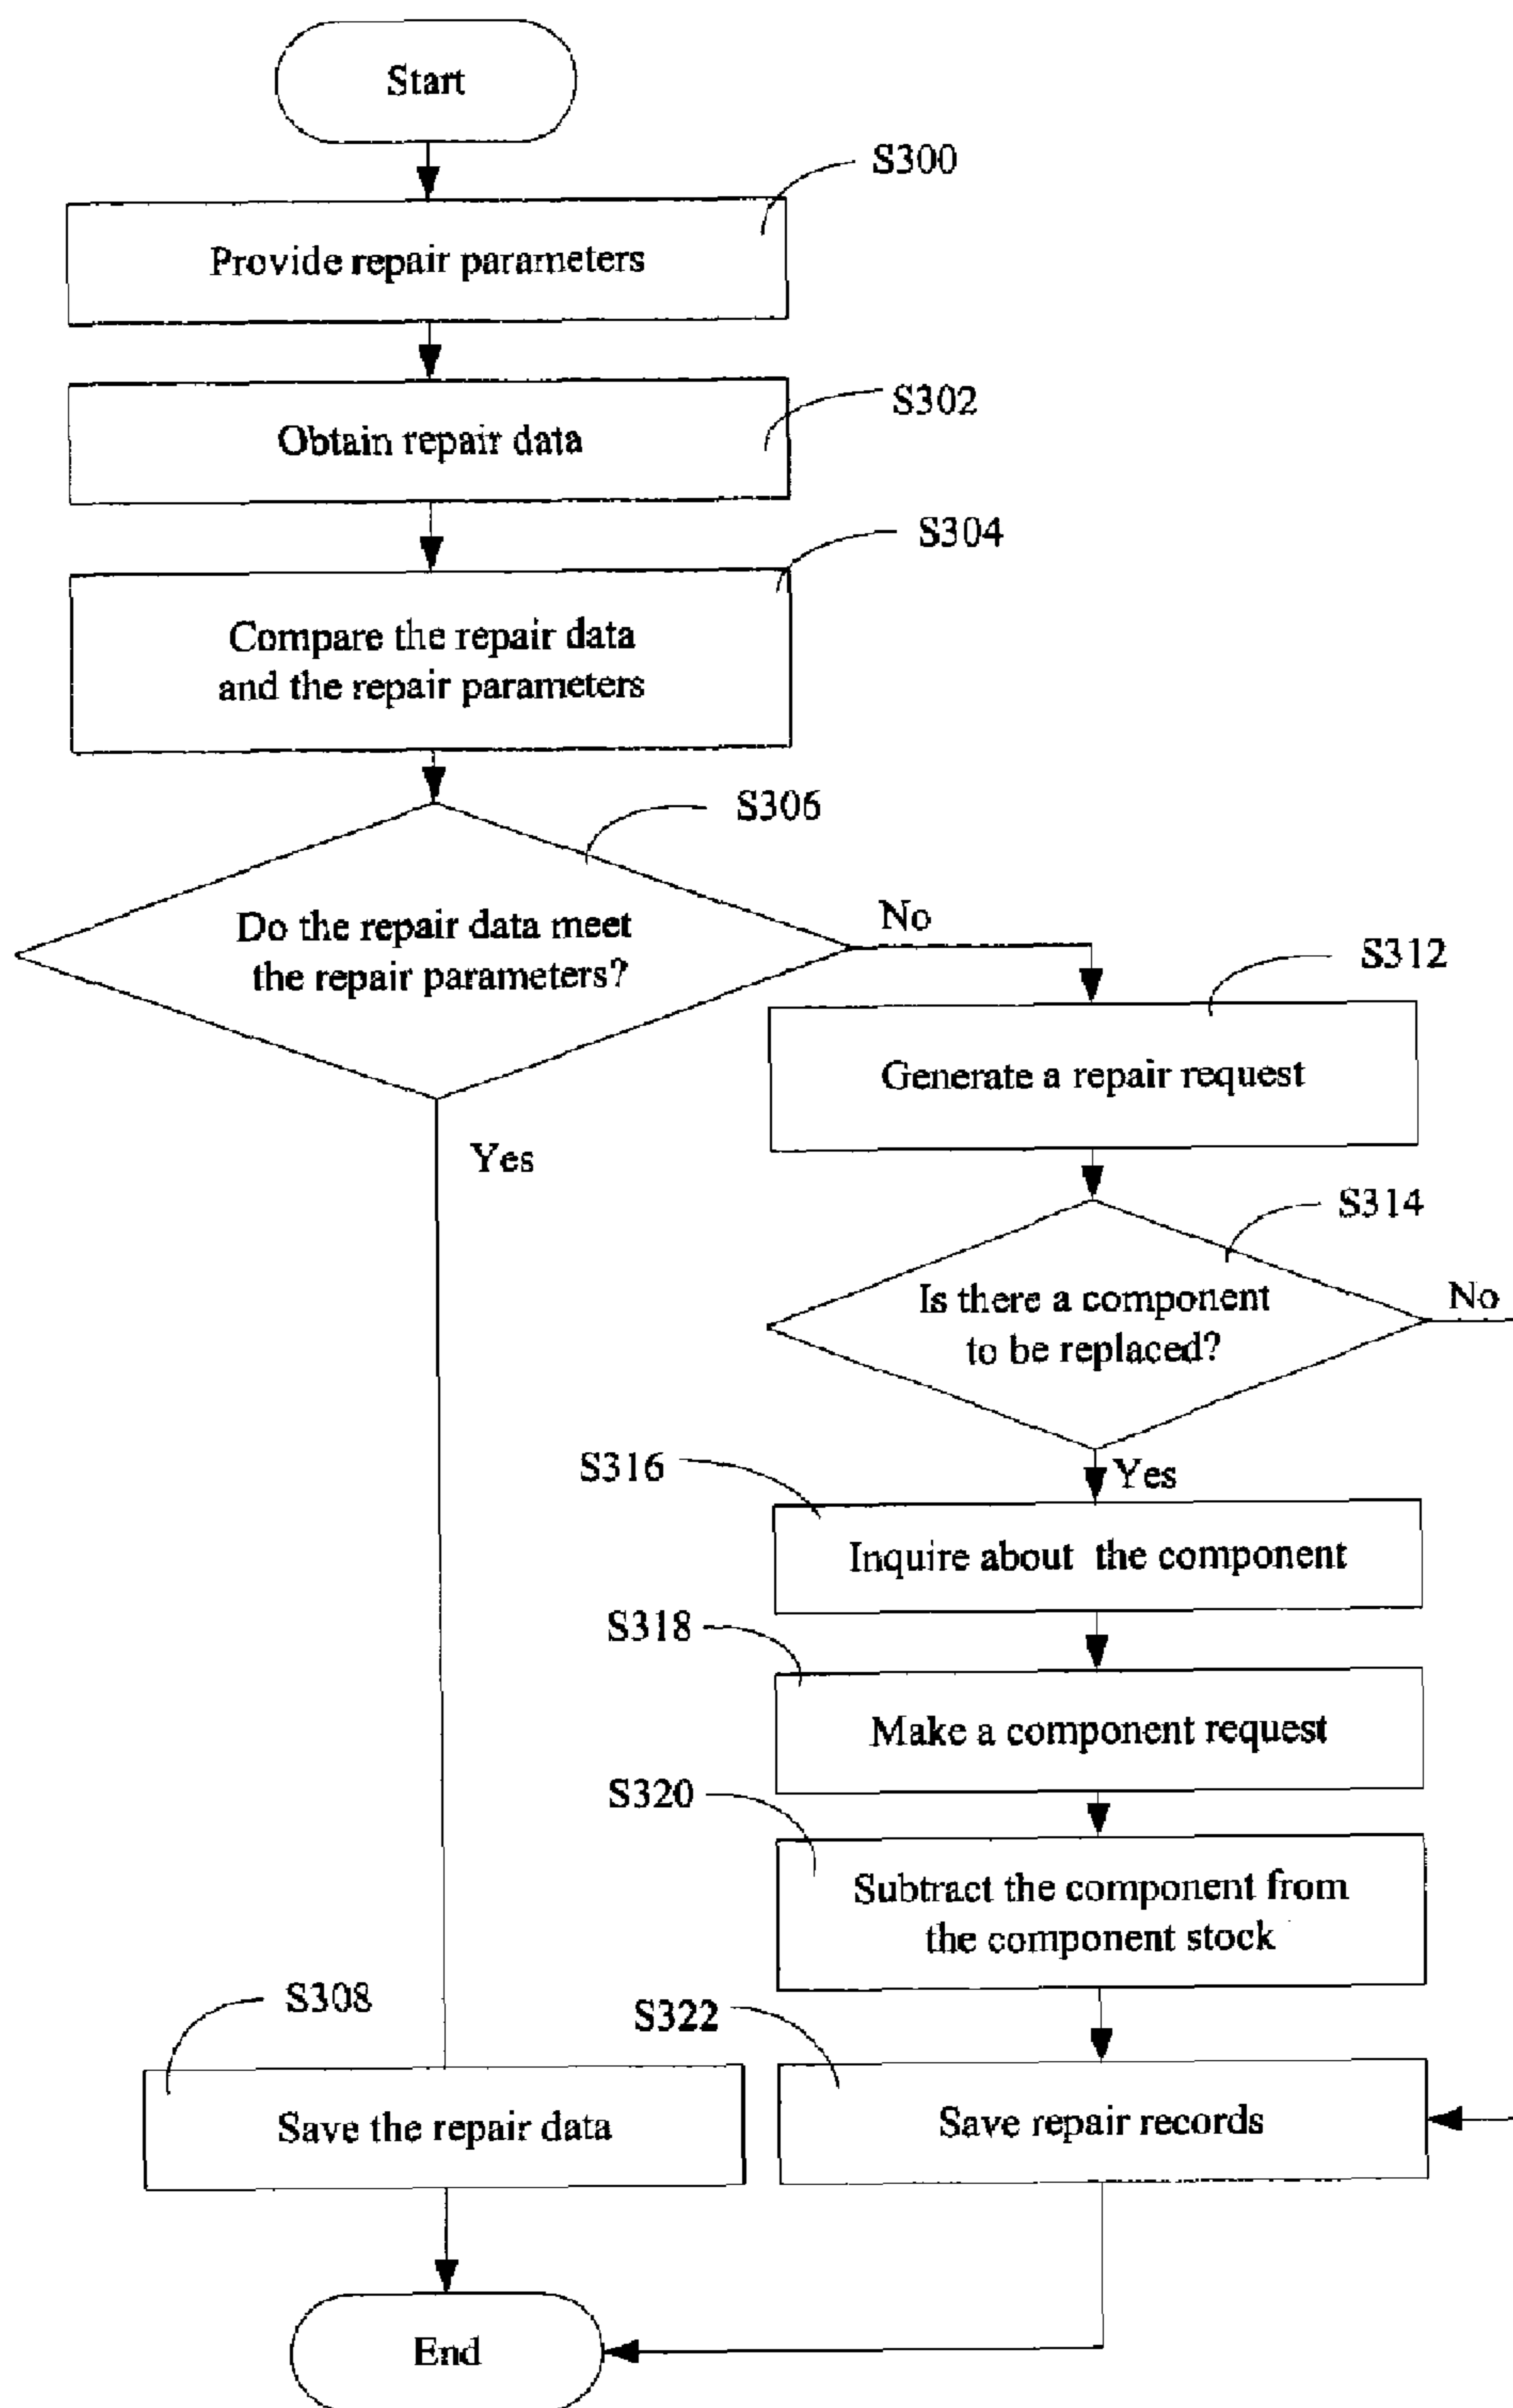 Start
S300
Provide repair parameters
S302
Obtain repair data
S304
Compare the repair data
and the repair parameters
S306
Do the repair data meet
the repair parameters?
No
Yes
S312
Generate a repair request
S314
Is there a component
to be replaced?
No
Yes
S316
Inquire about the component
S318
Make a component request
S320
Subtract the component from
the component stock
S308
Save the repair data
S322
Save repair records
End